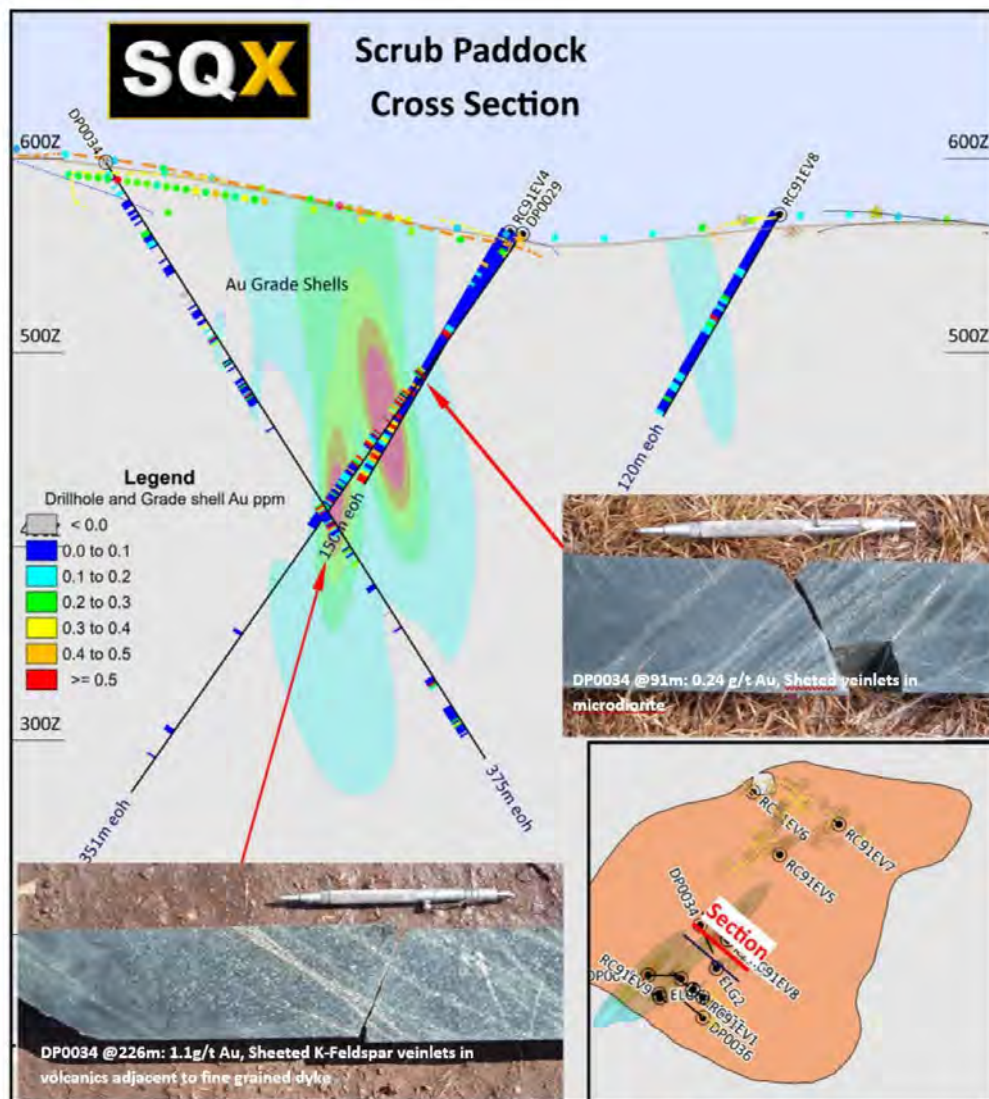 SQX
Scrub Paddock
Cross Section
DP0034
600Z
600Z
RC91EV4
DP0029
RC91EV8
Au Grade Shells
500Z
500Z
120m eoh
Legend
Drillhole and Grade shell Au ppm
< 0.0
0.0 to 0.1
0.1 to 0.2
0.2 to 0.3
0.3 to 0.4
0.4 to 0.5
>= 0.5
150m eoh
300Z
351m eoh
375m eoh
DP0034 @91m: 0.24 g/t Au, Sheted veinlets in
microdiorite
DP0034 @226m: 1.1g/t Au, Sheeted K-Feldspar veinlets in
volcanics adjacent to fine grained dyke
RC91EV6
RC91EV7
RC91EV5
DP0034
Section
ELG2
RC91EV9
RC91EV1
DP0036